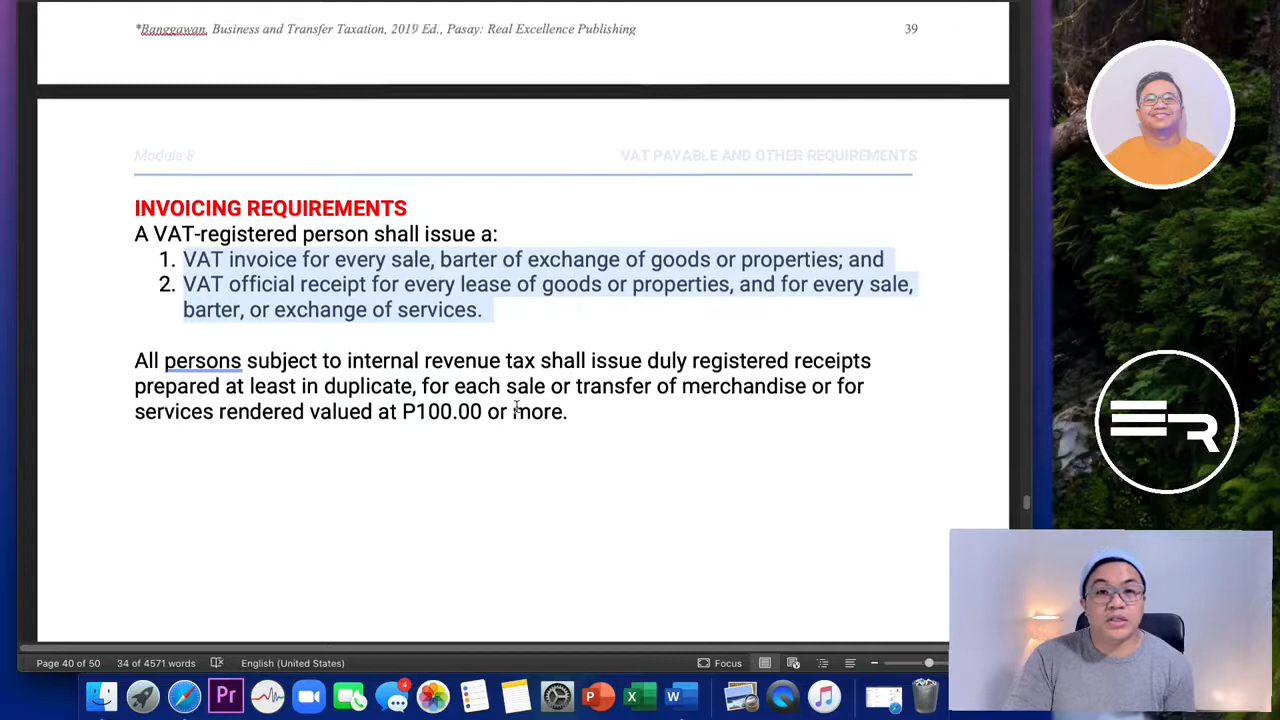 *Banggawan, Business and Transfer Taxation, 2019 Ed., Pasay: Real Excellence Publishing 39
Module 8 VAT PAYABLE AND OTHER REQUIREMENTS
INVOICING REQUIREMENTS
A VAT-registered person shall issue a:
1. VAT invoice for every sale, barter of exchange of goods or properties; and
2. VAT official receipt for every lease of goods or properties, and for every sale,
barter, or exchange of services.
All persons subject to internal revenue tax shall issue duly registered receipts
prepared at least in duplicate, for each sale or transfer of merchandise or for
services rendered valued at P100.00 or more.
ER
Page 40 of 50 34 of 4571 words English (United States) Focus
Pr 4 P X W